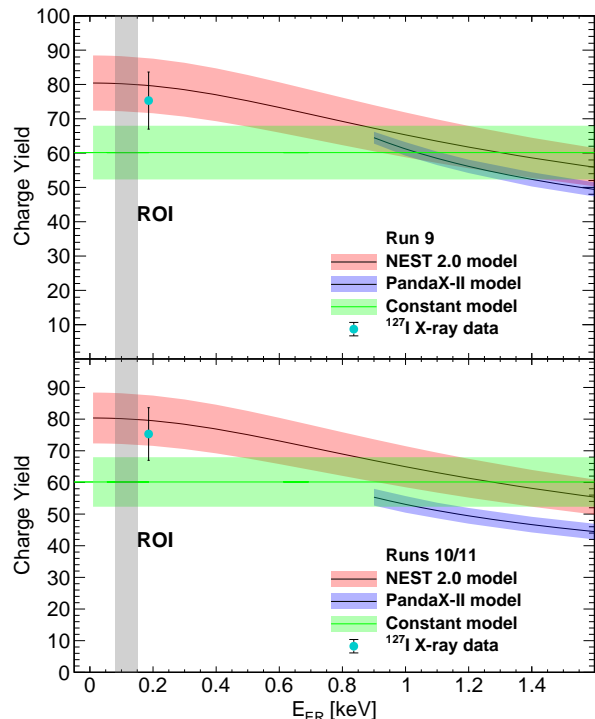 100
90
80
70
60
50
40
30
20
10
Charge Yield
ROI
Run 9
NEST 2.0 model
PandaX-II model
Constant model
¹²⁷I X-ray data
90
80
70
60
50
40
30
20
10
0
Charge Yield
ROI
Runs 10/11
NEST 2.0 model
PandaX-II model
Constant model
¹²⁷I X-ray data
0 0.2 0.4 0.6 0.8 1 1.2 1.4
E_ER [keV]